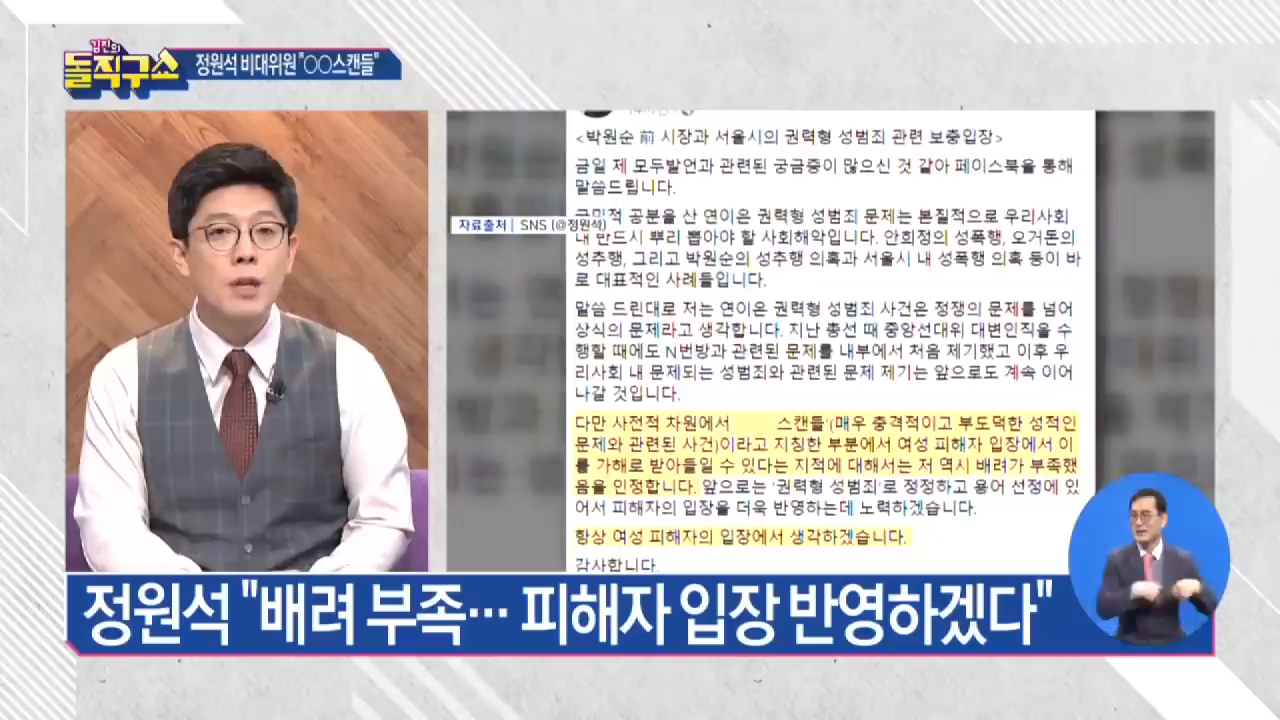 김진의
돌직구쇼
정원석 비대위원 "○○스캔들"
<박원순 前 시장과 서울시의 권력형 성범죄 관련 보충입장>
금일 제 모두발언과 관련된 궁금증이 많으신 것 같아 페이스북을 통해
말씀드립니다.
자료출처 | SNS (@정원석)
국민적 공분을 산 연이은 권력형 성범죄 문제는 본질적으로 우리사회
내 반드시 뿌리 뽑아야 할 사회해악입니다. 안희정의 성폭행, 오거돈의
성추행, 그리고 박원순의 성추행 의혹과 서울시 내 성폭행 의혹 등이 바
로 대표적인 사례들입니다.
말씀 드린대로 저는 연이은 권력형 성범죄 사건은 정쟁의 문제를 넘어
상식의 문제라고 생각합니다. 지난 총선 때 중앙선대위 대변인직을 수
행할 때에도 N번방과 관련된 문제를 내부에서 처음 제기했고 이후 우
리사회 내 문제되는 성범죄와 관련된 문제 제기는 앞으로도 계속 이어
나갈 것입니다.
다만 사전적 차원에서 스캔들'(매우 충격적이고 부도덕한 성적인
문제와 관련된 사건)이라고 지칭한 부분에서 여성 피해자 입장에서 이
를 가해로 받아들일 수 있다는 지적에 대해서는 저 역시 배려가 부족했
음을 인정합니다. 앞으로는 '권력형 성범죄'로 정정하고 용어 선정에 있
어서 피해자의 입장을 더욱 반영하는데 노력하겠습니다.
항상 여성 피해자의 입장에서 생각하겠습니다.
감사합니다.
정원석 "배려 부족… 피해자 입장 반영하겠다"